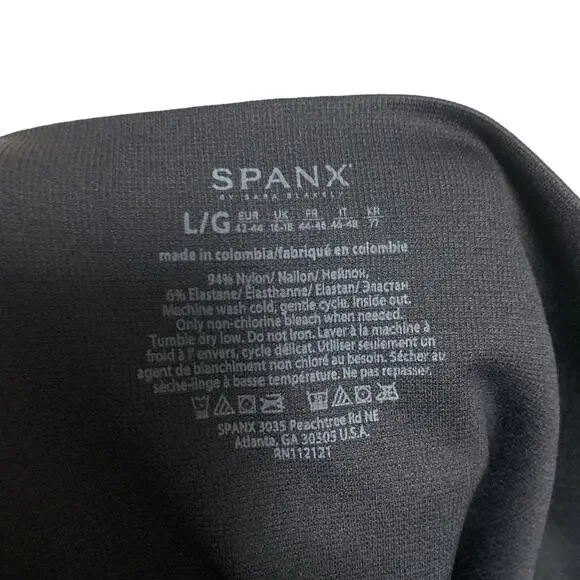 SPANX®
BY SARA BLAKELY
L/G EUR 42-44 UK 16-18 FR 44-46 IT 46-48 KR 77
made in colombia/fabriqué en colombie
94% Nylon/ Nailon/ Нейлон,
6% Elastane/ Elasthanne/ Elastan/ Эластан
Machine wash cold, gentle cycle. Inside out.
Only non-chlorine bleach when needed.
Tumble dry low. Do not iron. Laver à la machine à
froid à l' envers, cycle délicat. Utiliser seulement un
agent de blanchiment non chloré au besoin. Sécher au
sèche-linge à basse température. Ne pas repasser.
SPANX 3035 Peachtree Rd NE
Atlanta, GA 30305 U.S.A.
RN112121